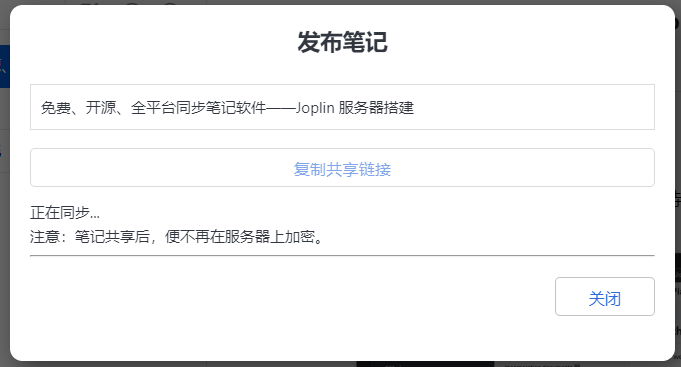 发布笔记
免费、开源、全平台同步笔记软件——Joplin 服务器搭建
复制共享链接
正在同步...
注意：笔记共享后，便不再在服务器上加密。
关闭